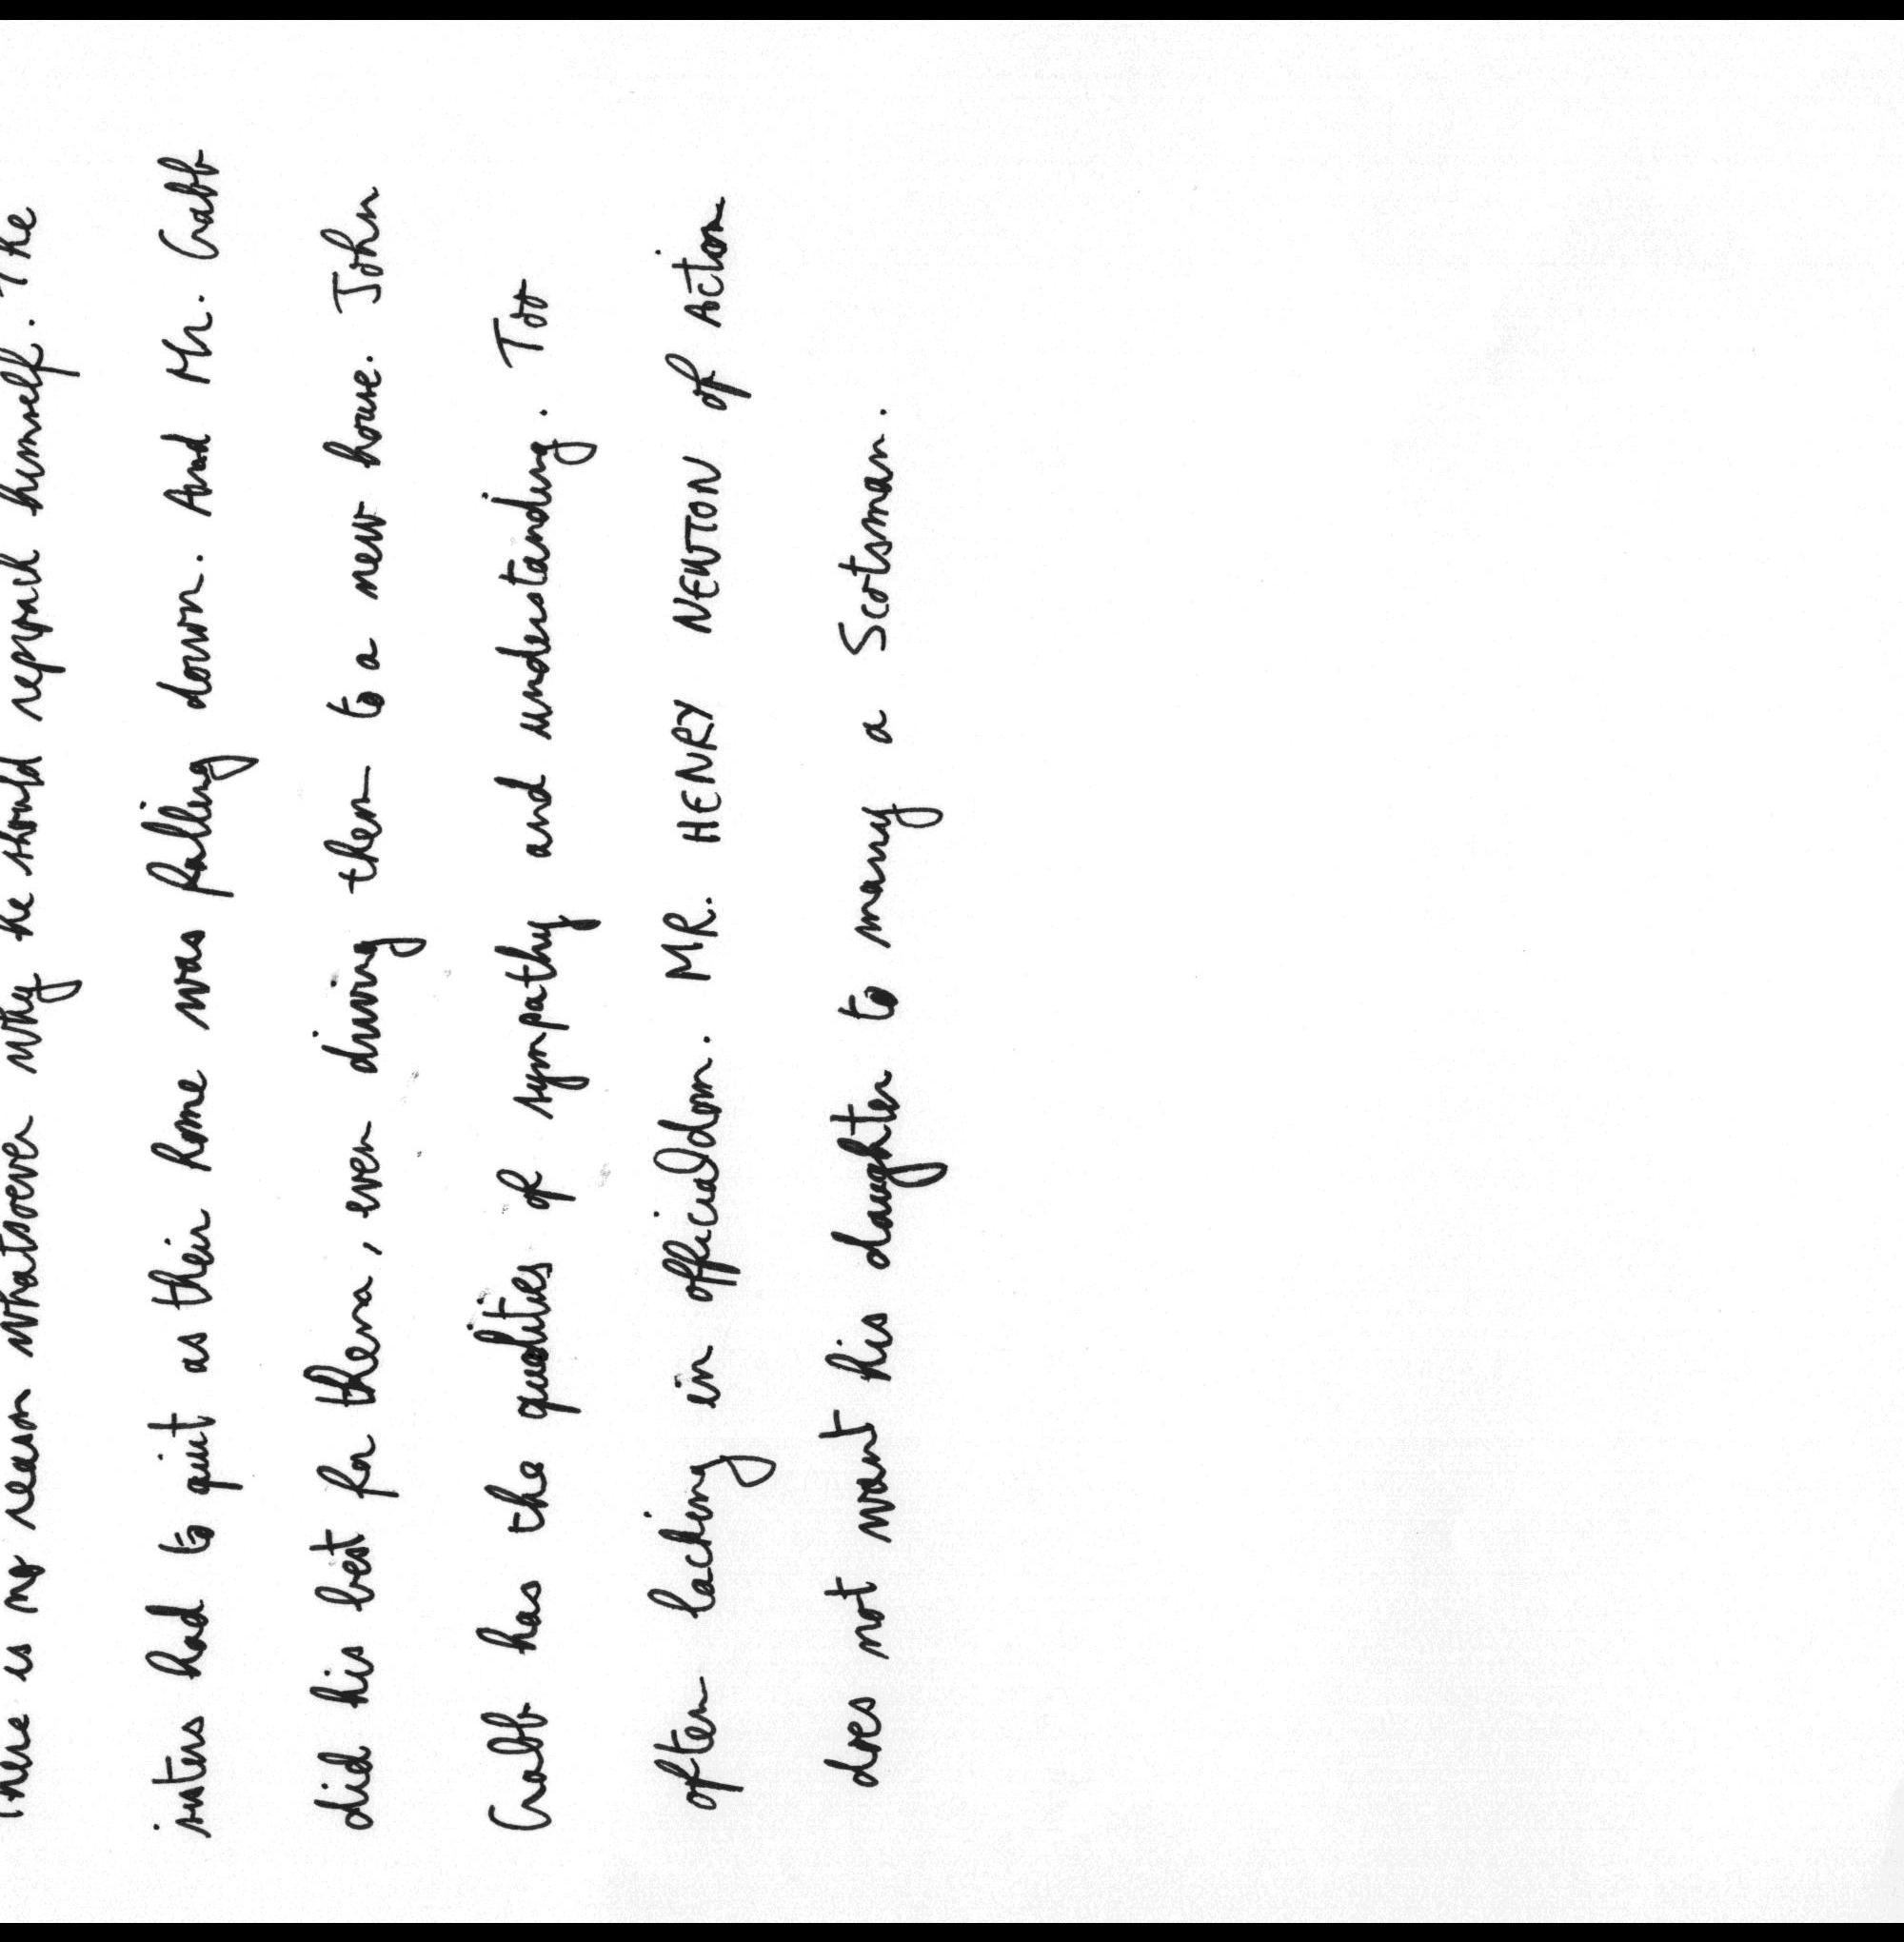 There is no reason whatsoever why he should reproach himself. The
sisters had to quit as their home was falling down. And Mr. Crabb
did his best for them, even driving them to a new house. John
Crabb has the qualities of sympathy and understanding. Too
often lacking in officialdom. MR. HENRY NEWTON of Acton
does not want his daughter to marry a Scotsman.